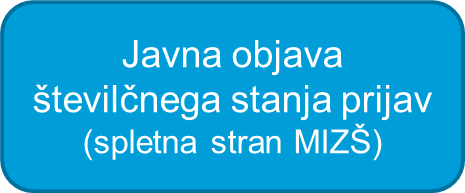 Javna objava
številčnega stanja prijav
(spletna stran MIZŠ)